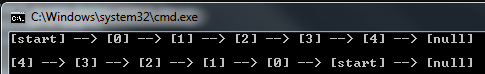 C:\Windows\system32\cmd.exe
[start] --> [0] --> [1] --> [2] --> [3] --> [4] --> [null]
[4] --> [3] --> [2] --> [1] --> [0] --> [start] --> [null]